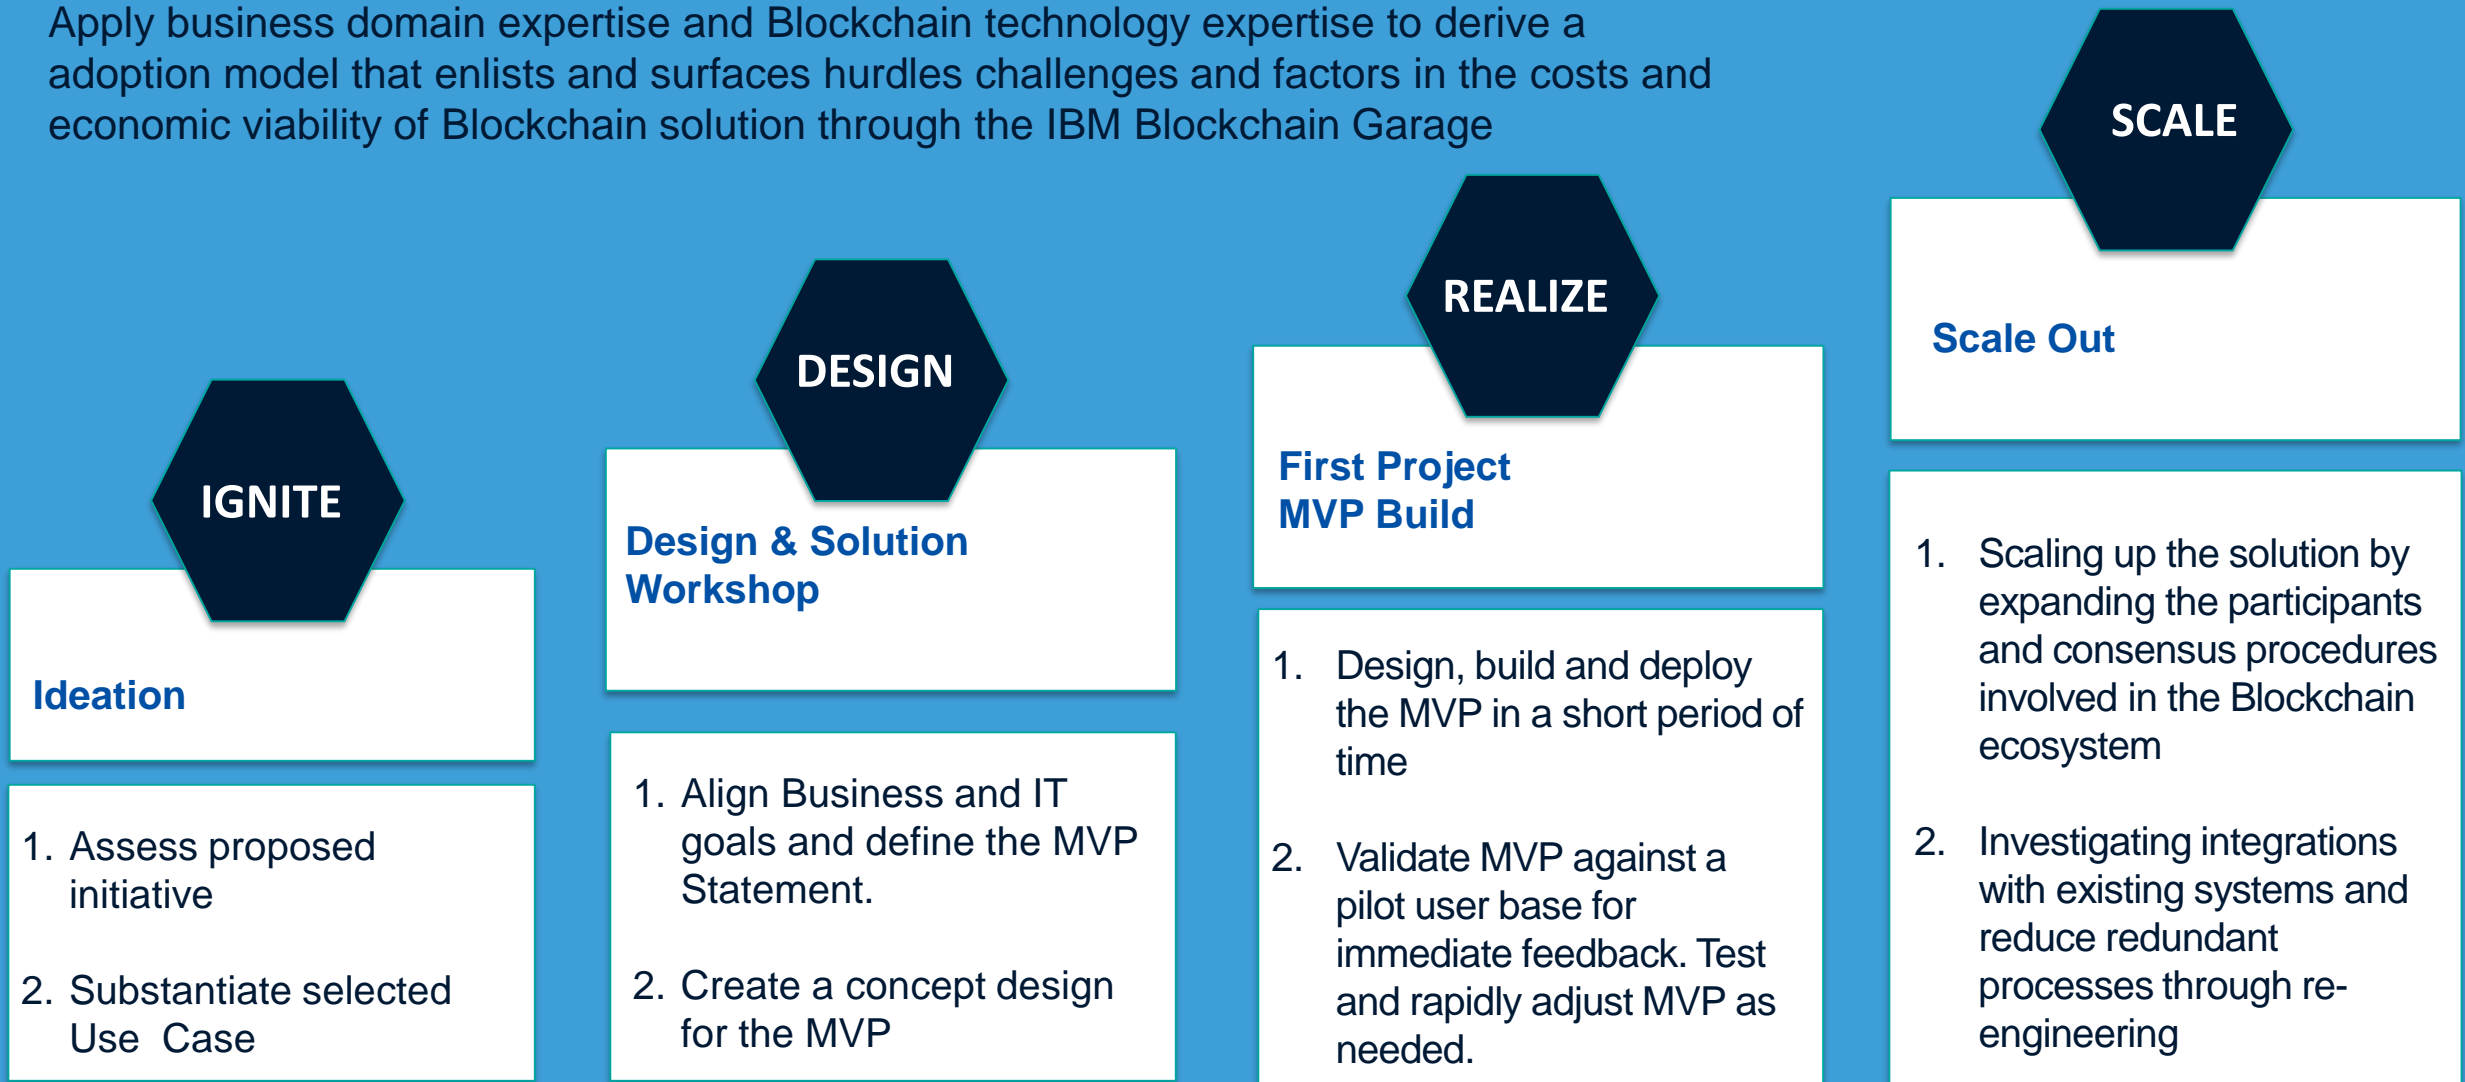 Apply business domain expertise and Blockchain technology expertise to derive a
adoption model that enlists and surfaces hurdles challenges and factors in the costs and
economic viability of Blockchain solution through the IBM Blockchain Garage
IGNITE
Ideation
1. Assess proposed
initiative
2. Substantiate selected
Use Case
DESIGN
Design & Solution
Workshop
1. Align Business and IT
goals and define the MVP
Statement.
2. Create a concept design
for the MVP
REALIZE
First Project
MVP Build
1. Design, build and deploy
the MVP in a short period of
time
2. Validate MVP against a
pilot user base for
immediate feedback. Test
and rapidly adjust MVP as
needed.
SCALE
Scale Out
1. Scaling up the solution by
expanding the participants
and consensus procedures
involved in the Blockchain
ecosystem
2. Investigating integrations
with existing systems and
reduce redundant
processes through re-
engineering